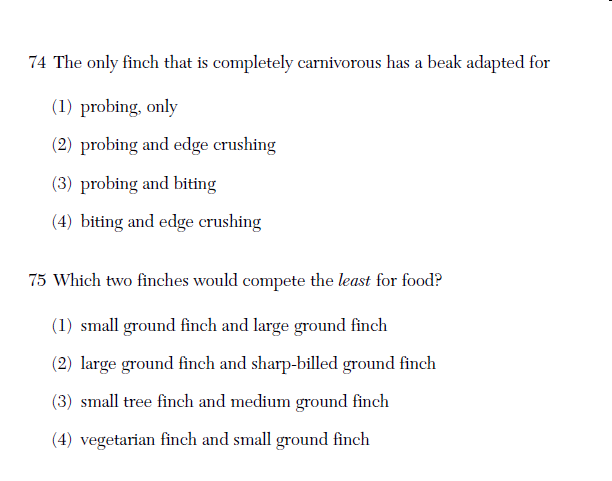 74 The only finch that is completely carnivorous has a beak adapted for
(1) probing, only
(2) probing and edge crushing
(3) probing and biting
(4) biting and edge crushing
75 Which two finches would compete the least for food?
(1) small ground finch and large ground finch
(2) large ground finch and sharp-billed ground finch
(3) small tree finch and medium ground finch
(4) vegetarian finch and small ground finch